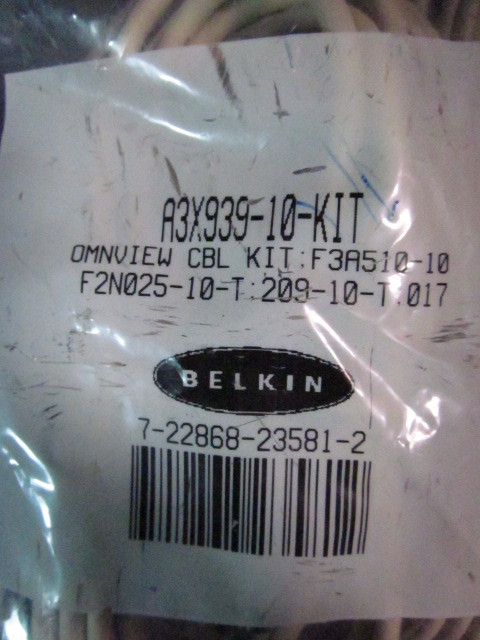 A3X939-10-KIT
OMNVIEW CBL KIT:F3A510-10
F2N025-10-T:209-10-T:017
BELKIN
7-22868-23581-2